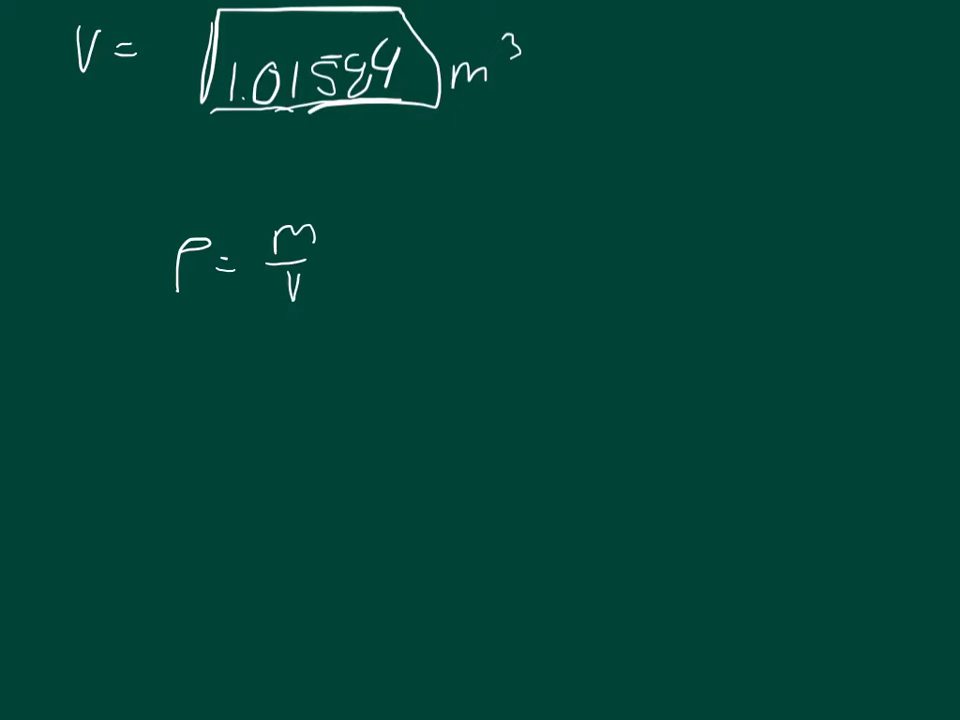 V = 1.01584 m³
ρ = m/V